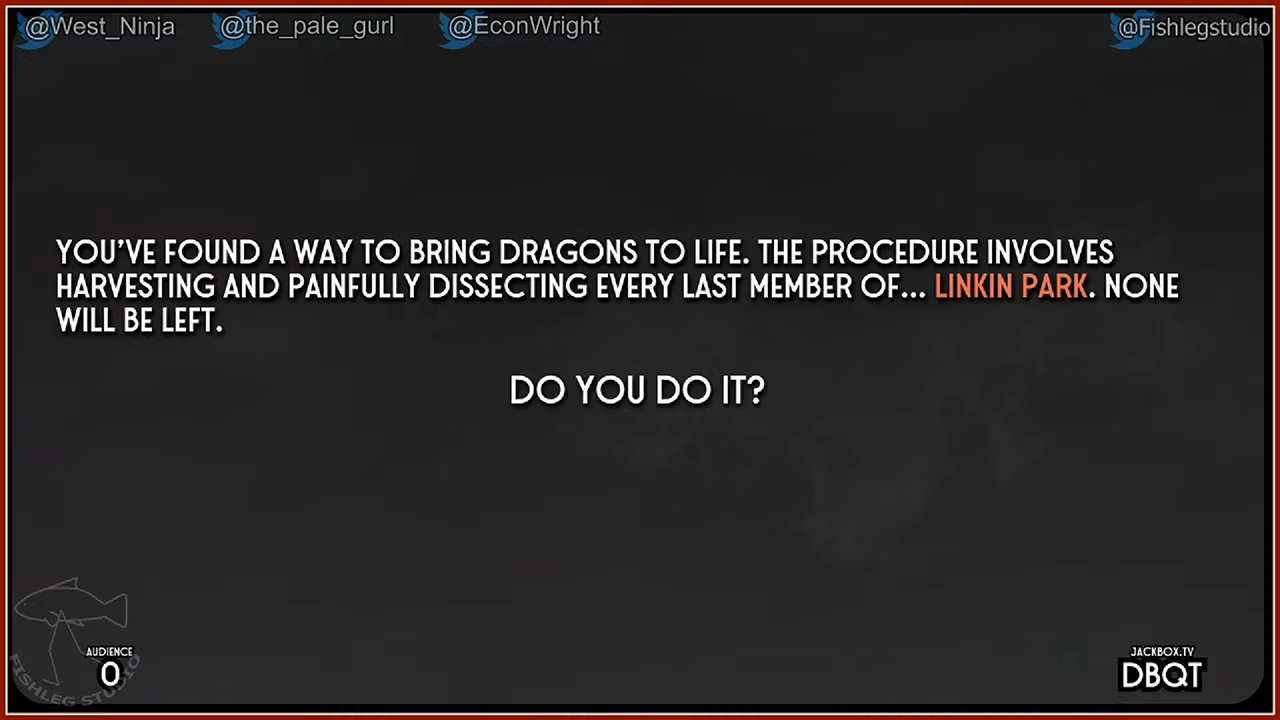 @West_Ninja @the_pale_gurl @EconWright @Fishlegstudio
YOU'VE FOUND A WAY TO BRING DRAGONS TO LIFE. THE PROCEDURE INVOLVES
HARVESTING AND PAINFULLY DISSECTING EVERY LAST MEMBER OF... LINKIN PARK. NONE
WILL BE LEFT.
DO YOU DO IT?
AUDIENCE
0
FISHLEG STUDIO
JACKBOX.TV
DBQT